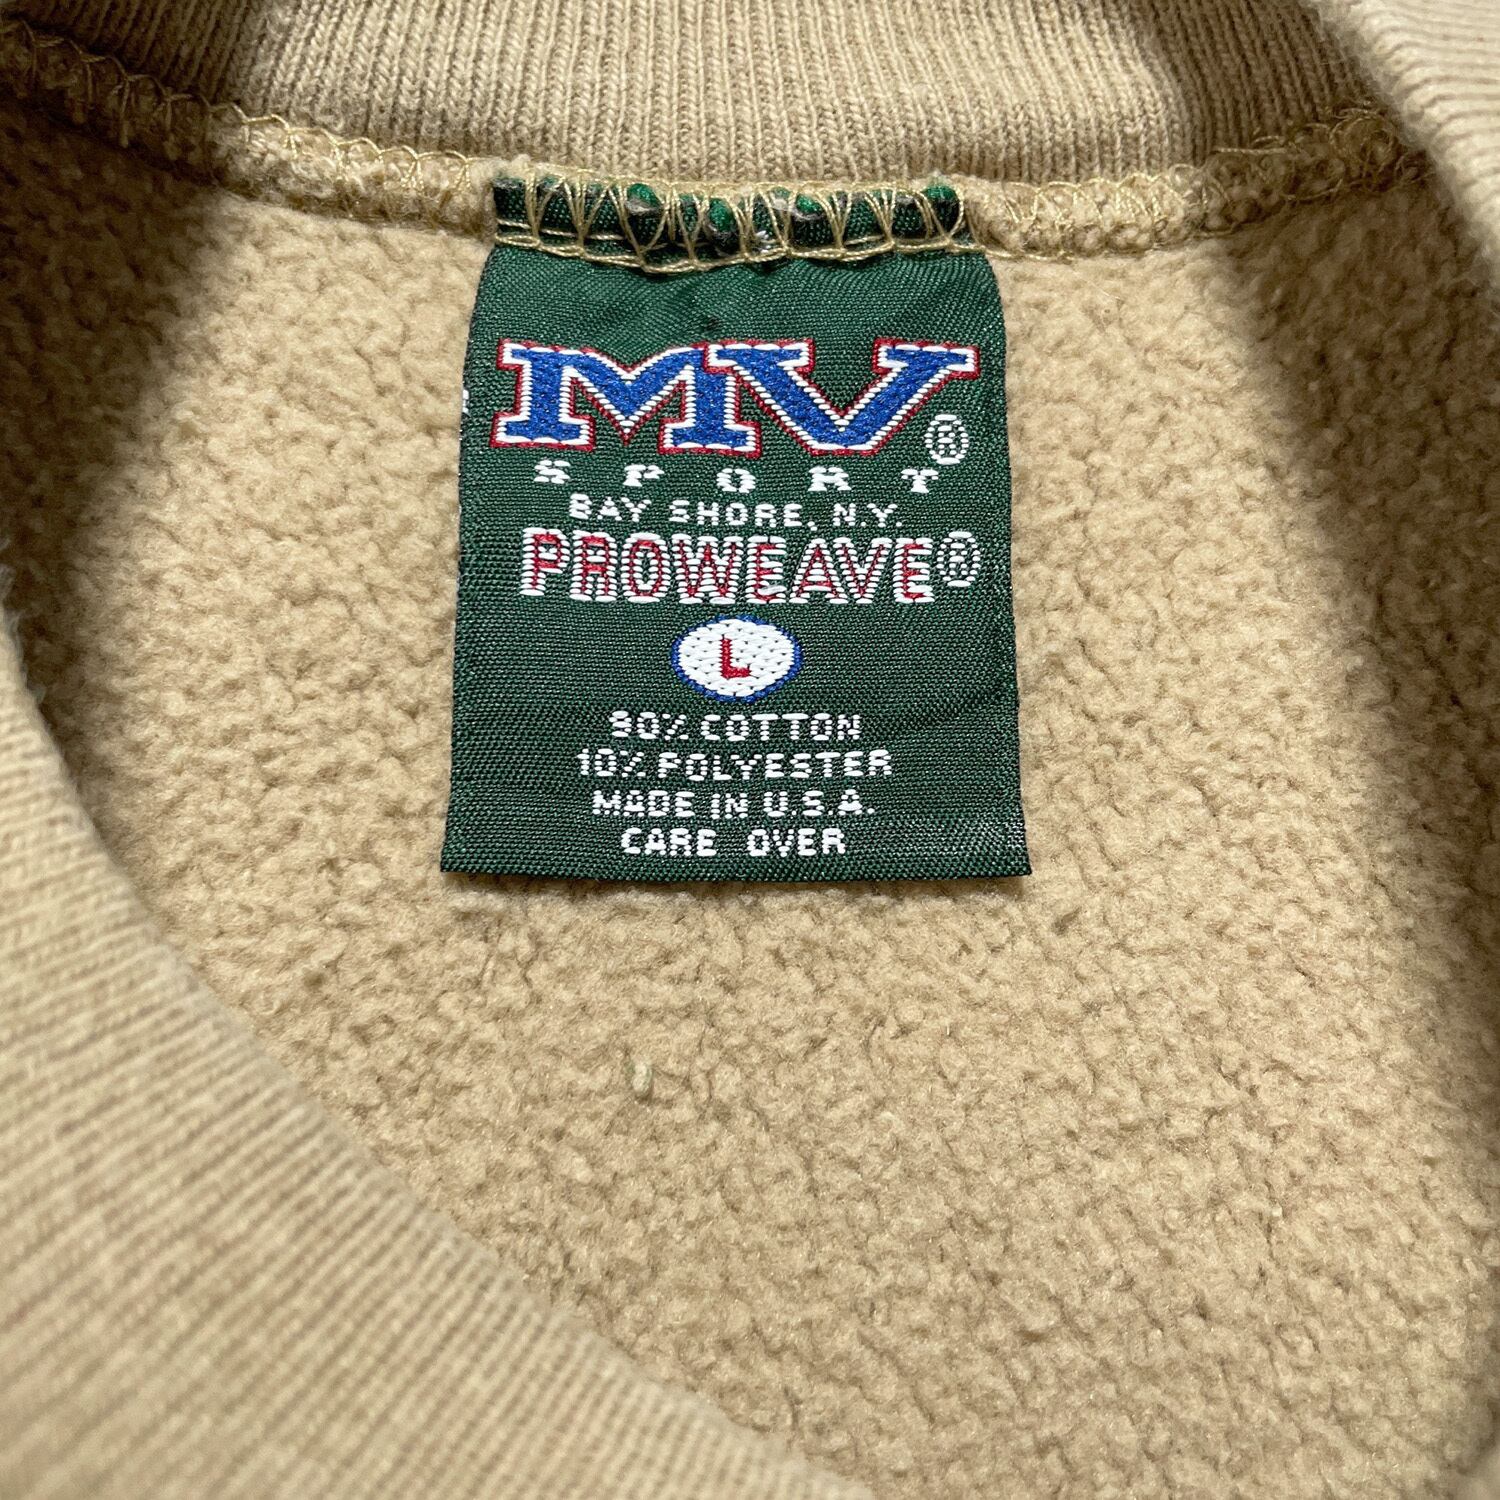 MV®
SPORT
BAY SHORE, N.Y.
PROWEAVE®
L
90% COTTON
10% POLYESTER
MADE IN U.S.A.
CARE OVER